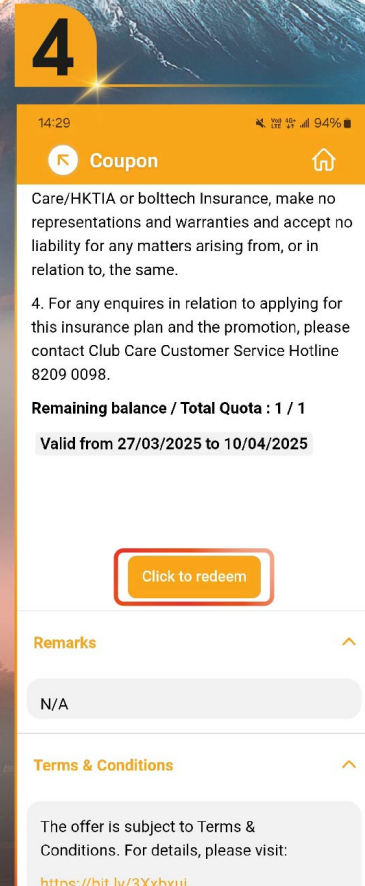 4
14:29
Vo)) LTE 4G+ 94%
Coupon
Care/HKTIA or bolttech Insurance, make no
representations and warranties and accept no
liability for any matters arising from, or in
relation to, the same.
4. For any enquires in relation to applying for
this insurance plan and the promotion, please
contact Club Care Customer Service Hotline
8209 0098.
Remaining balance / Total Quota : 1 / 1
Valid from 27/03/2025 to 10/04/2025
Click to redeem
Remarks
N/A
Terms & Conditions
The offer is subject to Terms &
Conditions. For details, please visit: